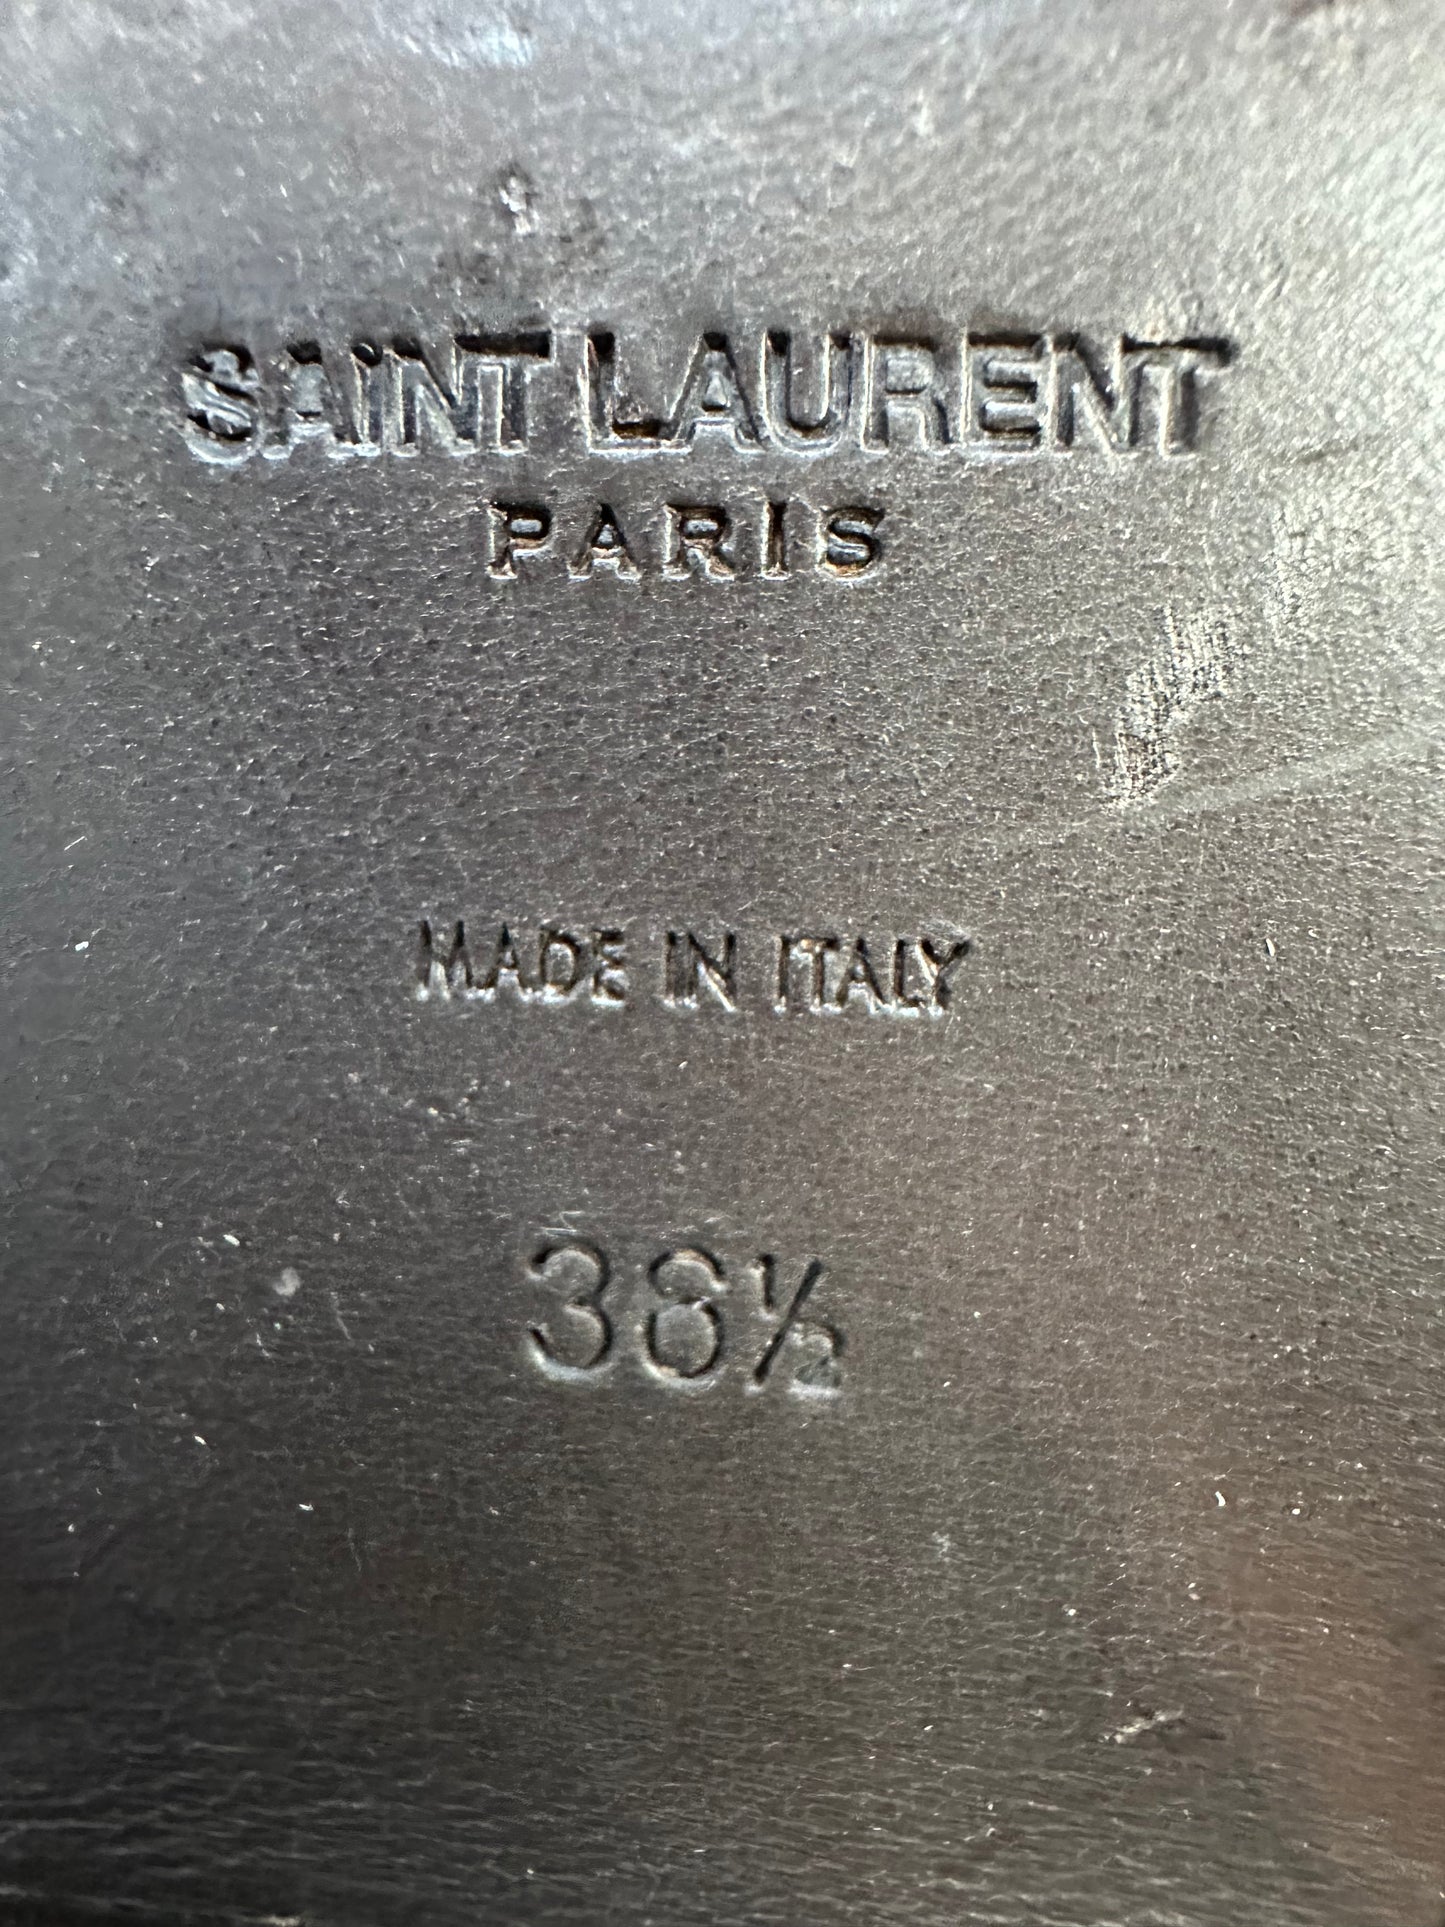 SAINT LAURENT
PARIS
MADE IN ITALY
38½